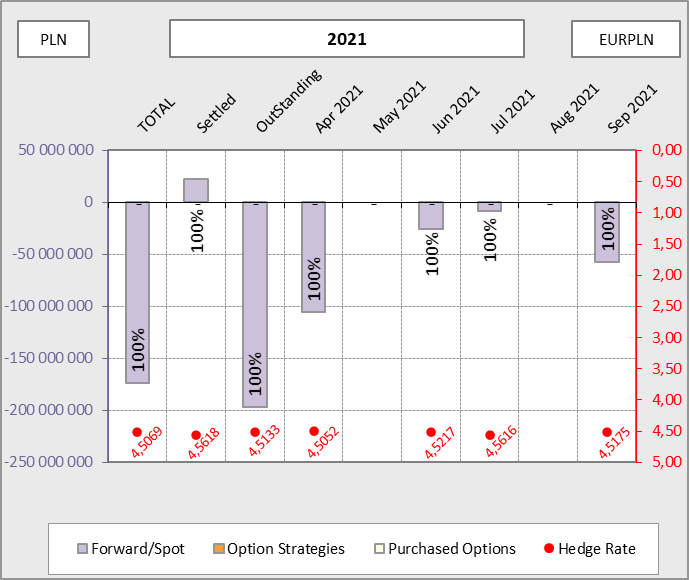 PLN
2021
EURPLN
TOTAL
Settled
OutStanding
Apr 2021
May 2021
Jun 2021
Jul 2021
Aug 2021
Sep 2021
50 000 000
0
-50 000 000
-100 000 000
-150 000 000
-200 000 000
-250 000 000
0,00
0,50
1,00
1,50
2,00
2,50
3,00
3,50
4,00
4,50
5,00
100%
100%
100%
100%
100%
100%
100%
4,5069
4,5618
4,5133
4,5052
4,5217
4,5616
4,5175
Forward/Spot
Option Strategies
Purchased Options
Hedge Rate